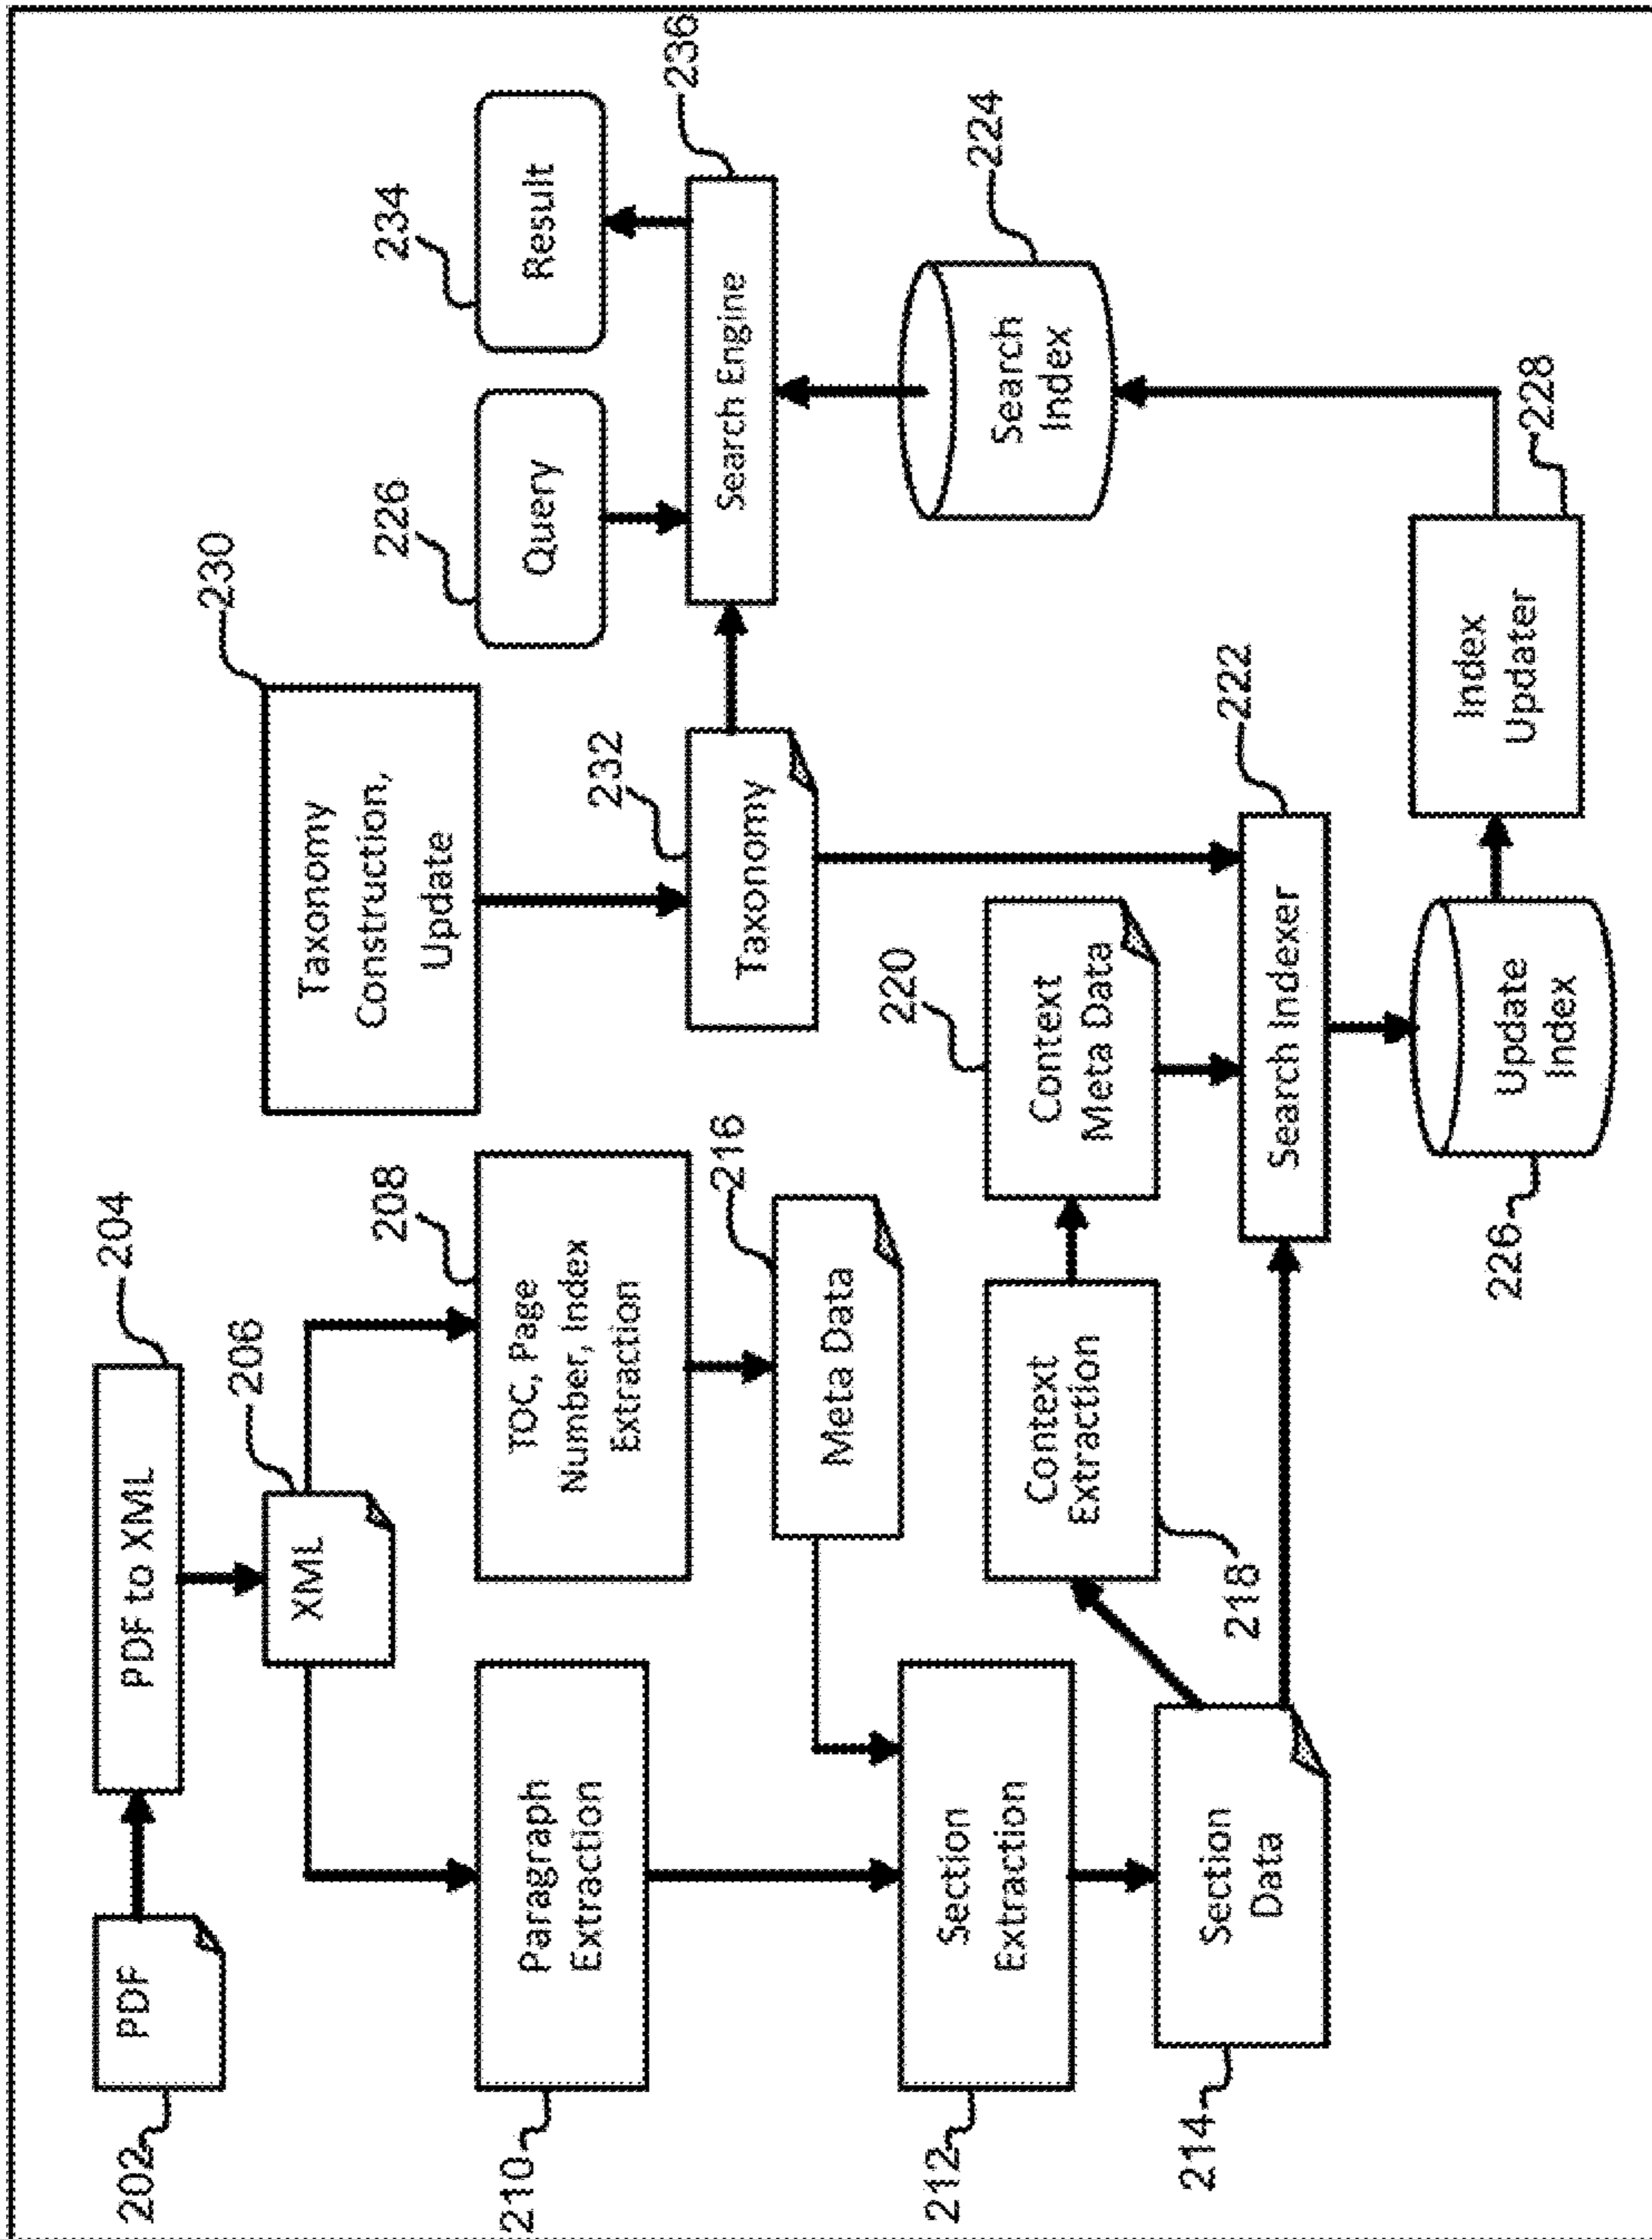 202
PDF
PDF to XML
204
XML
206
230
Taxonomy
Construction,
Update
210
Paragraph
Extraction
TOC, Page
Number, Index
Extraction
208
226
Query
234
Result
232
Taxonomy
Search Engine
236
Meta Data
216
212
Section
Extraction
Context
Extraction
218
220
Context
Meta Data
Search
Index
224
214
Section
Data
Search Indexer
222
226
Update
Index
Index
Updater
228